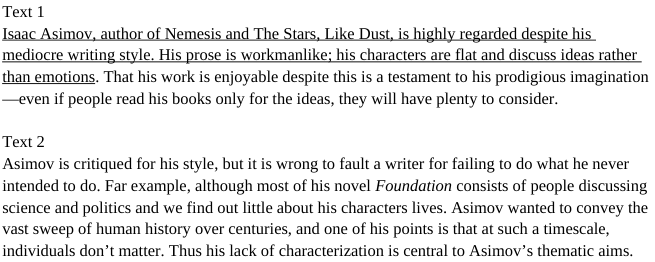 Text 1
Isaac Asimov, author of Nemesis and The Stars, Like Dust, is highly regarded despite his
mediocre writing style. His prose is workmanlike; his characters are flat and discuss ideas rather
than emotions. That his work is enjoyable despite this is a testament to his prodigious imagination
—even if people read his books only for the ideas, they will have plenty to consider.
Text 2
Asimov is critiqued for his style, but it is wrong to fault a writer for failing to do what he never
intended to do. Far example, although most of his novel Foundation consists of people discussing
science and politics and we find out little about his characters lives. Asimov wanted to convey the
vast sweep of human history over centuries, and one of his points is that at such a timescale,
individuals don’t matter. Thus his lack of characterization is central to Asimov’s thematic aims.